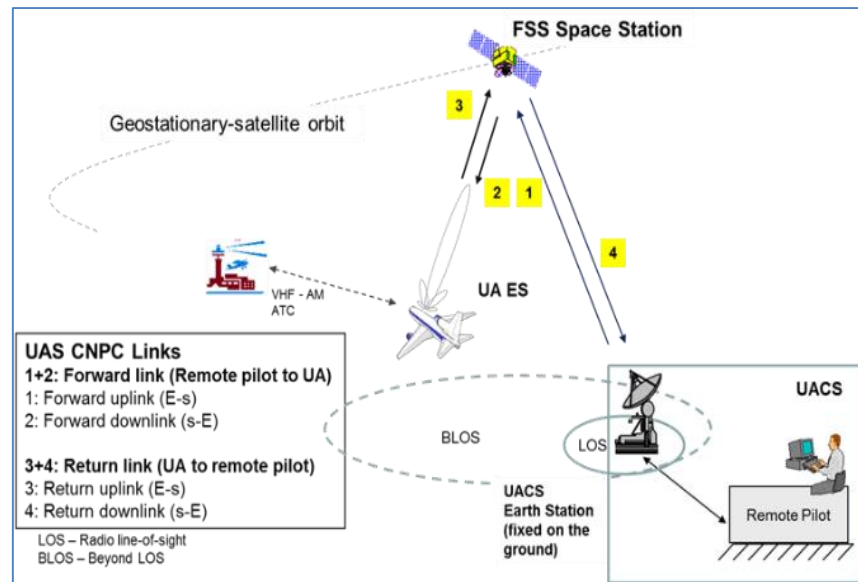 FSS Space Station
Geostationary-satellite orbit
3
2
1
4
UA ES
VHF - AM
ATC
UAS CNPC Links
1+2: Forward link (Remote pilot to UA)
1: Forward uplink (E-s)
2: Forward downlink (s-E)
3+4: Return link (UA to remote pilot)
3: Return uplink (E-s)
4: Return downlink (s-E)
LOS – Radio line-of-sight
BLOS – Beyond LOS
BLOS
LOS
UACS
UACS
Earth Station
(fixed on the
ground)
Remote Pilot